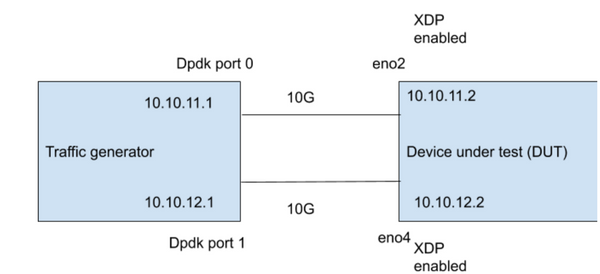 XDP
enabled
Dpdk port 0
eno2
10.10.11.1
10G
10.10.11.2
Traffic generator
Device under test (DUT)
10.10.12.1
10G
10.10.12.2
Dpdk port 1
eno4
XDP
enabled